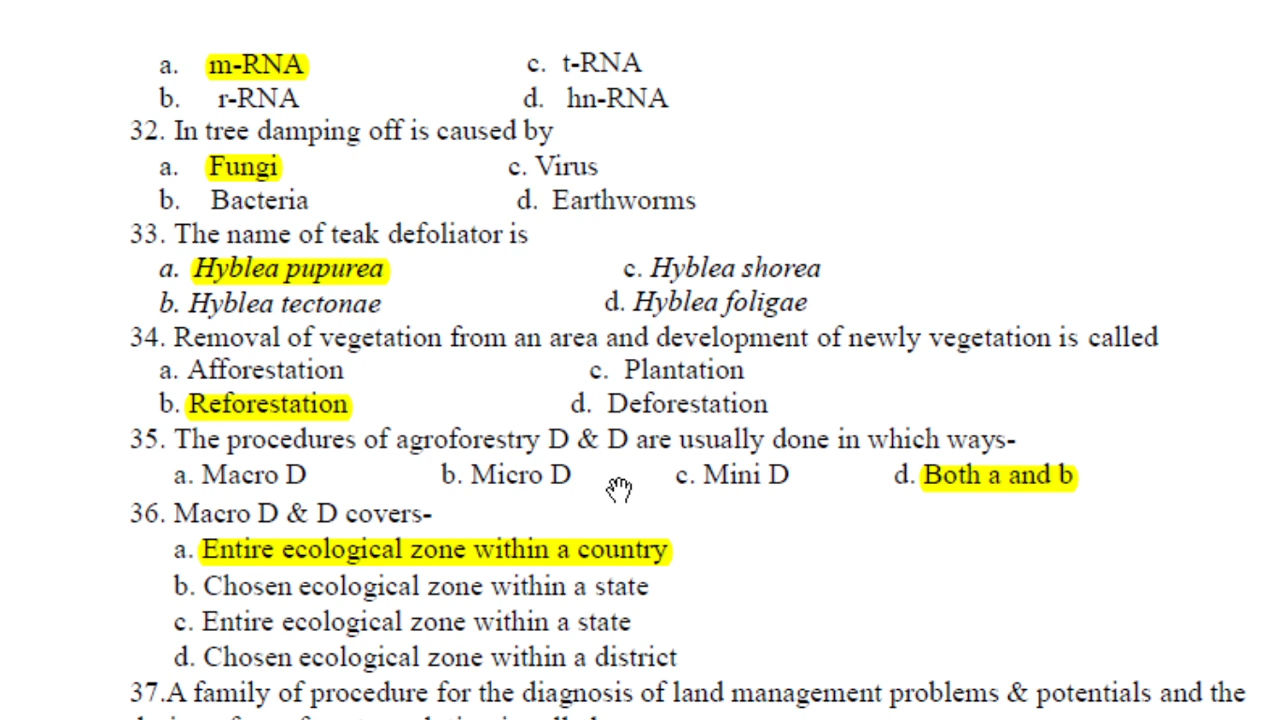 a. m-RNA c. t-RNA
b. r-RNA d. hn-RNA
32. In tree damping off is caused by
a. Fungi c. Virus
b. Bacteria d. Earthworms
33. The name of teak defoliator is
a. Hyblea pupurea c. Hyblea shorea
b. Hyblea tectonae d. Hyblea foligae
34. Removal of vegetation from an area and development of newly vegetation is called
a. Afforestation c. Plantation
b. Reforestation d. Deforestation
35. The procedures of agroforestry D & D are usually done in which ways-
a. Macro D b. Micro D c. Mini D d. Both a and b
36. Macro D & D covers-
a. Entire ecological zone within a country
b. Chosen ecological zone within a state
c. Entire ecological zone within a state
d. Chosen ecological zone within a district
37.A family of procedure for the diagnosis of land management problems & potentials and the